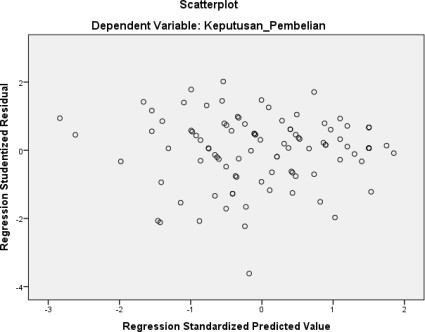 Scatterplot
Dependent Variable: Keputusan_Pembelian
Regression Studentized Residual
2
0
-2
-4
-3
-2
-1
0
1
2
Regression Standardized Predicted Value